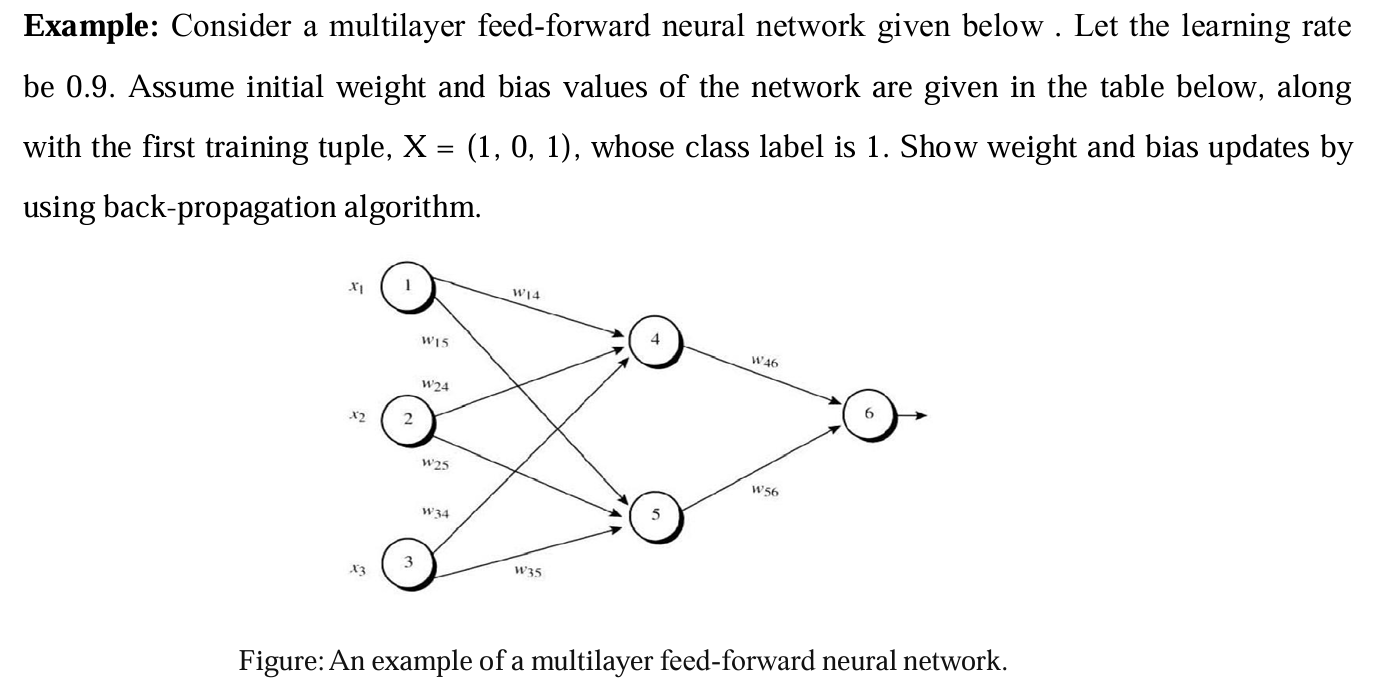 Example: Consider a multilayer feed-forward neural network given below . Let the learning rate
be 0.9. Assume initial weight and bias values of the network are given in the table below, along
with the first training tuple, X = (1, 0, 1), whose class label is 1. Show weight and bias updates by
using back-propagation algorithm.
x1
1
w14
w15
4
w24
w46
x2
2
6
w25
w34
5
w56
x3
3
w35
Figure: An example of a multilayer feed-forward neural network.